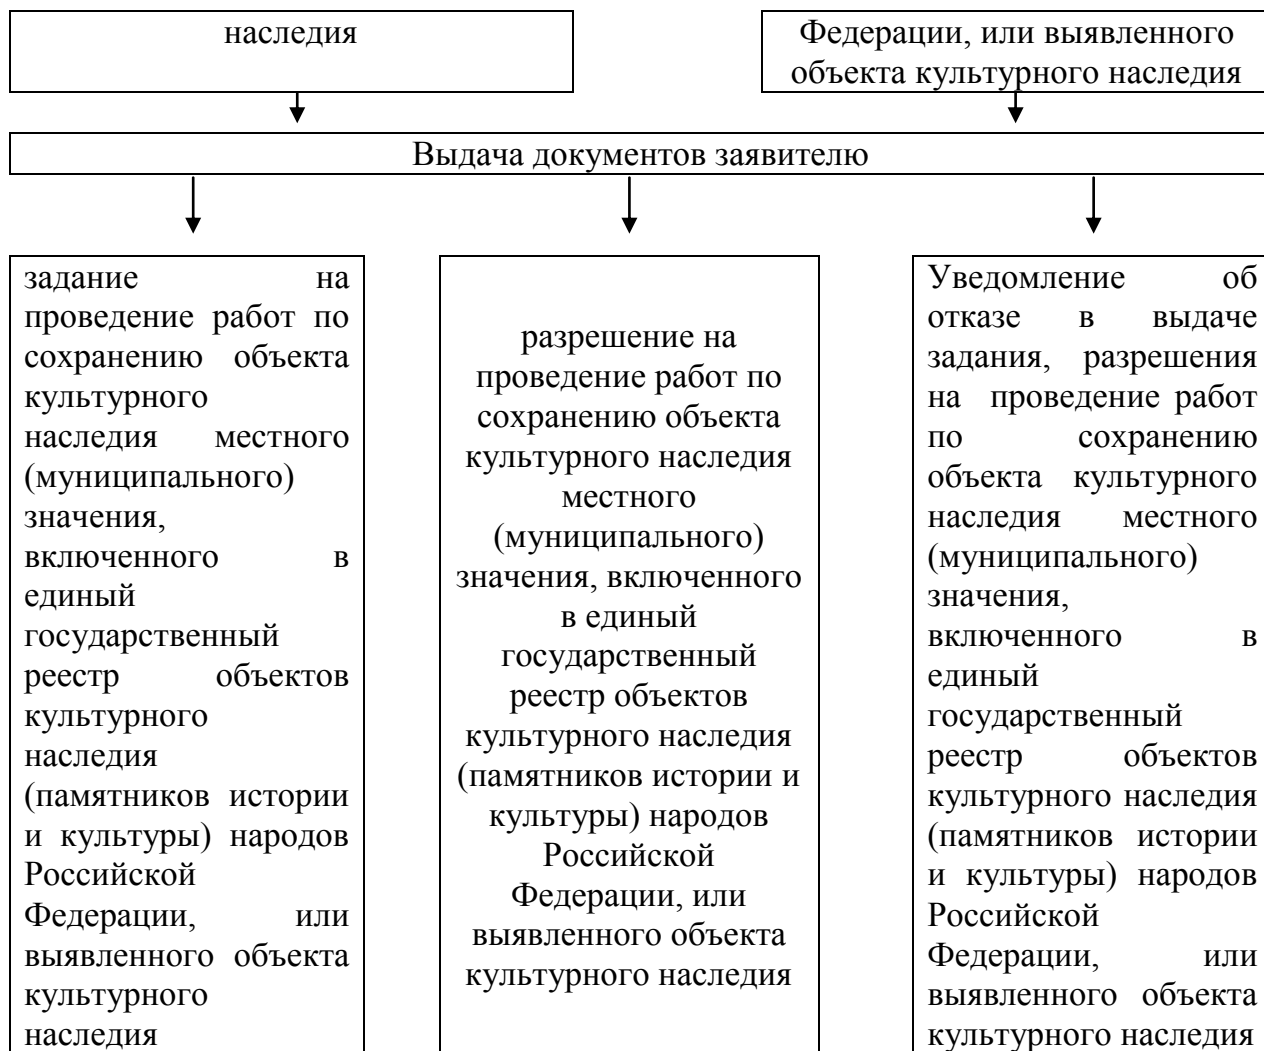 наследия
Федерации, или выявленного
объекта культурного наследия
Выдача документов заявителю
задание на
проведение работ по
сохранению объекта
культурного
наследия местного
(муниципального)
значения,
включенного в
единый
государственный
реестр объектов
культурного
наследия
(памятников истории
и культуры) народов
Российской
Федерации, или
выявленного объекта
культурного
наследия
разрешение на
проведение работ по
сохранению объекта
культурного наследия
местного
(муниципального)
значения, включенного
в единый
государственный
реестр объектов
культурного наследия
(памятников истории и
культуры) народов
Российской
Федерации, или
выявленного объекта
культурного наследия
Уведомление об
отказе в выдаче
задания, разрешения
на проведение работ
по сохранению
объекта культурного
наследия местного
(муниципального)
значения,
включенного в
единый
государственный
реестр объектов
культурного наследия
(памятников истории
и культуры) народов
Российской
Федерации, или
выявленного объекта
культурного наследия